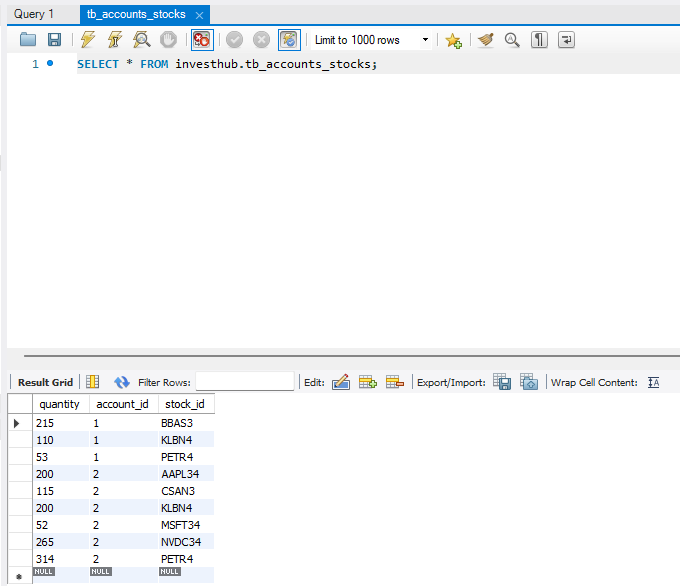 Query 1 tb_accounts_stocks
Limit to 1000 rows
1 SELECT * FROM investhub.tb_accounts_stocks;
Result Grid Filter Rows: Edit: Export/Import: Wrap Cell Content:
quantity account_id stock_id
215 1 BBAS3
110 1 KLBN4
53 1 PETR4
200 2 AAPL34
115 2 CSAN3
200 2 KLBN4
52 2 MSFT34
265 2 NVDC34
314 2 PETR4
NULL NULL NULL